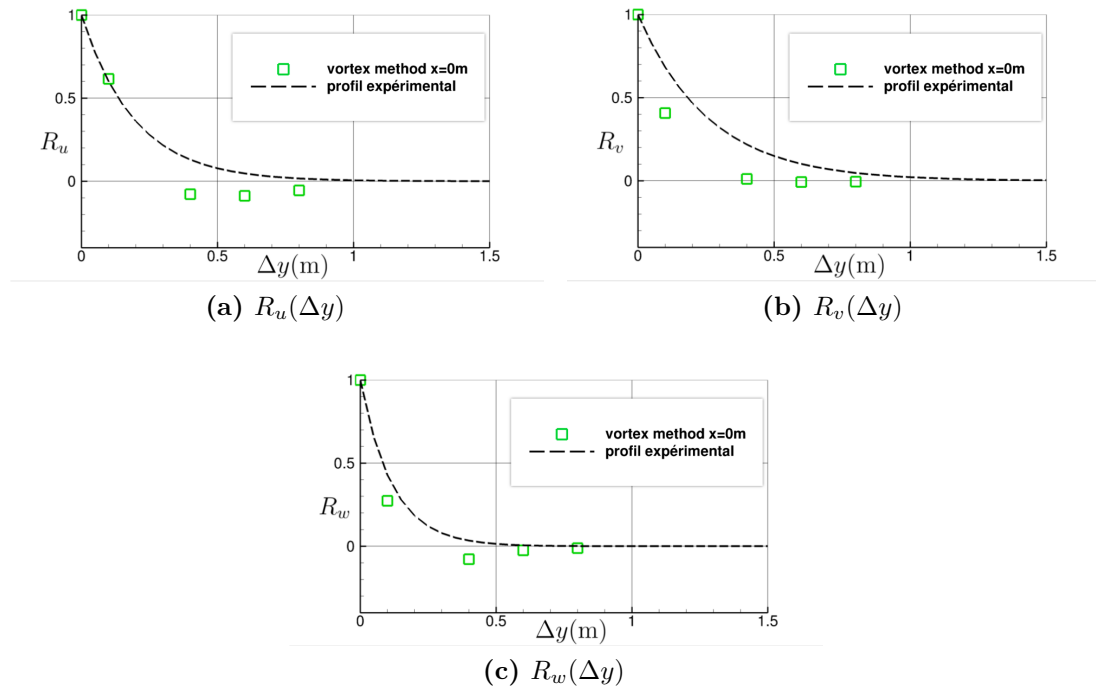 1
0.5
0
R_u
0 0.5 1 1.5
Δy(m)
vortex method x=0m
profil expérimental
(a) R_u(Δy)
1
0.5
0
R_v
0 0.5 1 1.5
Δy(m)
vortex method x=0m
profil expérimental
(b) R_v(Δy)
1
0.5
0
R_w
0 0.5 1 1.5
Δy(m)
vortex method x=0m
profil expérimental
(c) R_w(Δy)